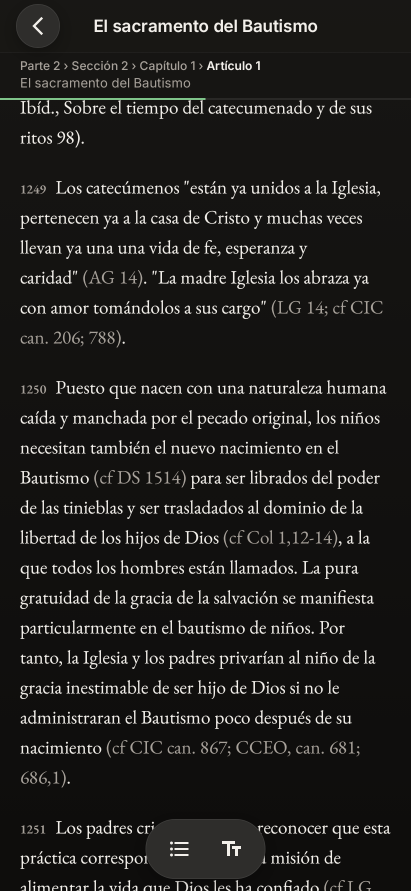 El sacramento del Bautismo
Parte 2 › Sección 2 › Capítulo 1 › Artículo 1
El sacramento del Bautismo
Ibíd., Sobre el tiempo del catecumenado y de sus
ritos 98).
1249 Los catecúmenos "están ya unidos a la Iglesia,
pertenecen ya a la casa de Cristo y muchas veces
llevan ya una una vida de fe, esperanza y
caridad" (AG 14). "La madre Iglesia los abraza ya
con amor tomándolos a sus cargo" (LG 14; cf CIC
can. 206; 788).
1250 Puesto que nacen con una naturaleza humana
caída y manchada por el pecado original, los niños
necesitan también el nuevo nacimiento en el
Bautismo (cf DS 1514) para ser librados del poder
de las tinieblas y ser trasladados al dominio de la
libertad de los hijos de Dios (cf Col 1,12-14), a la
que todos los hombres están llamados. La pura
gratuidad de la gracia de la salvación se manifiesta
particularmente en el bautismo de niños. Por
tanto, la Iglesia y los padres privarían al niño de la
gracia inestimable de ser hijo de Dios si no le
administraran el Bautismo poco después de su
nacimiento (cf CIC can. 867; CCEO, can. 681;
686,1).
1251 Los padres reconocer que esta
práctica misión de
alimentar la vida que Dios les ha confiado (cf LG